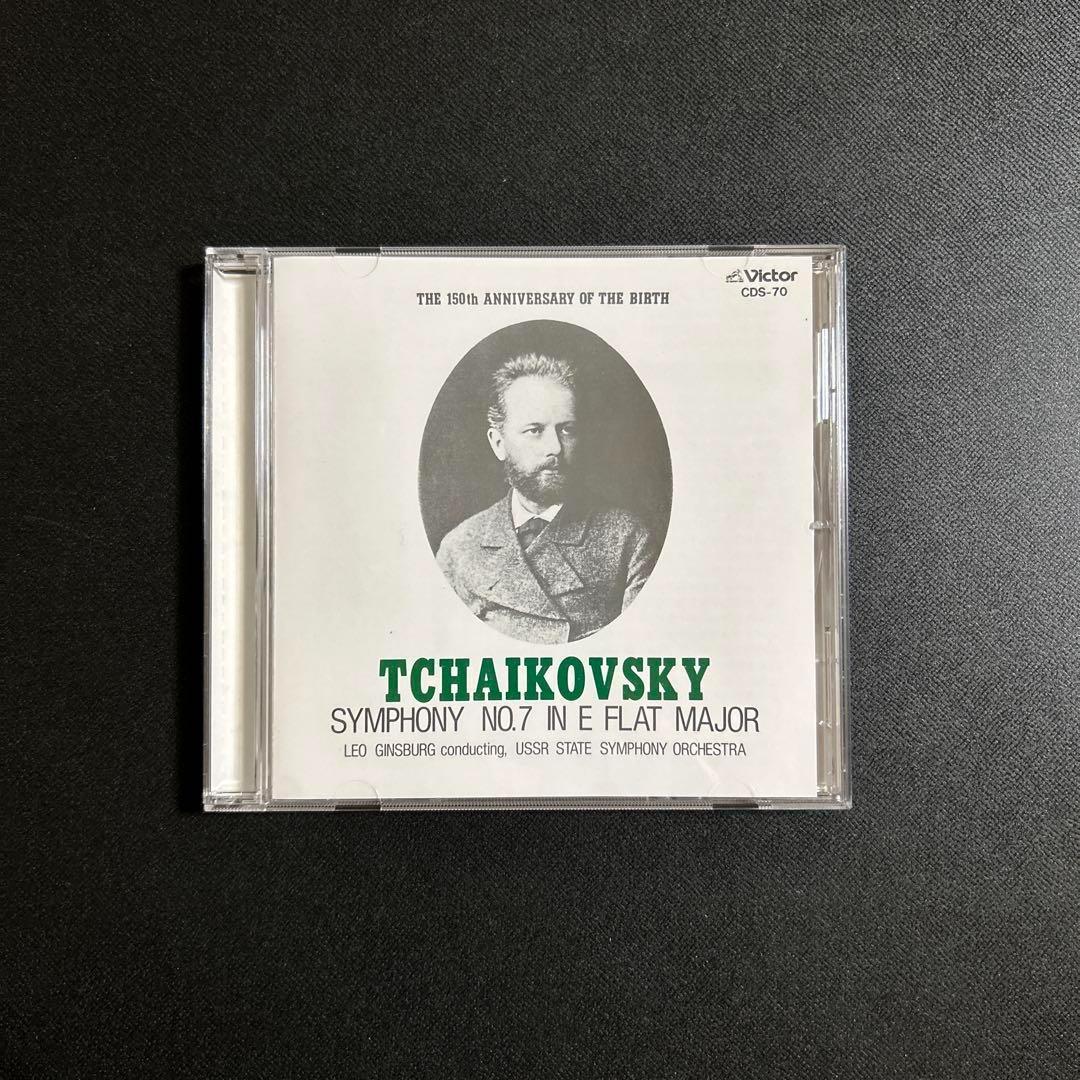 Victor
CDS-70
THE 150th ANNIVERSARY OF THE BIRTH
TCHAIKOVSKY
SYMPHONY NO.7 IN E FLAT MAJOR
LEO GINSBURG conducting, USSR STATE SYMPHONY ORCHESTRA